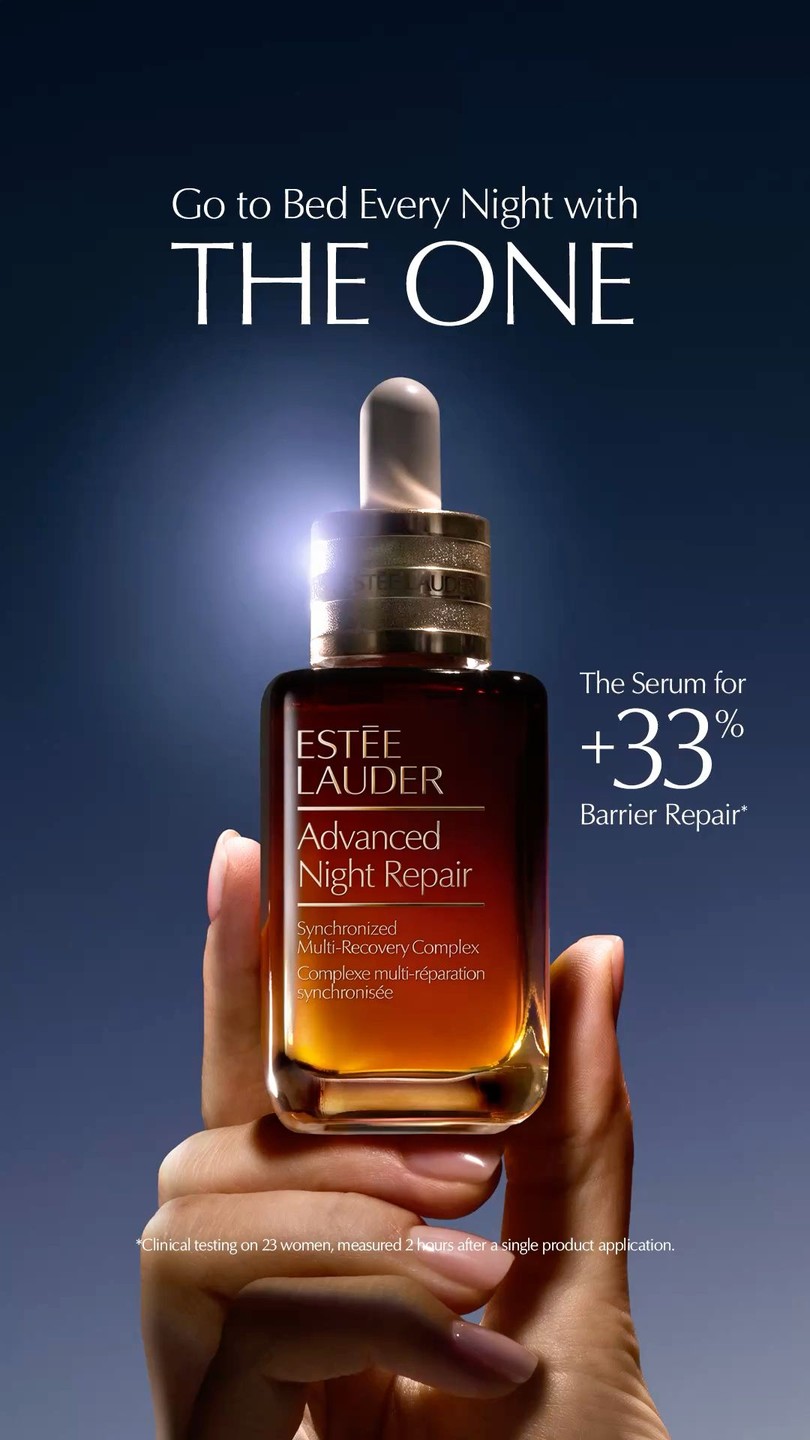 Go to Bed Every Night with
THE ONE
ESTÉE LAUDER
The Serum for
+33%
Barrier Repair*
ESTĒE
LAUDER
Advanced
Night Repair
Synchronized
Multi-Recovery Complex
Complexe multi-réparation
synchronisée
*Clinical testing on 23 women, measured 2 hours after a single product application.